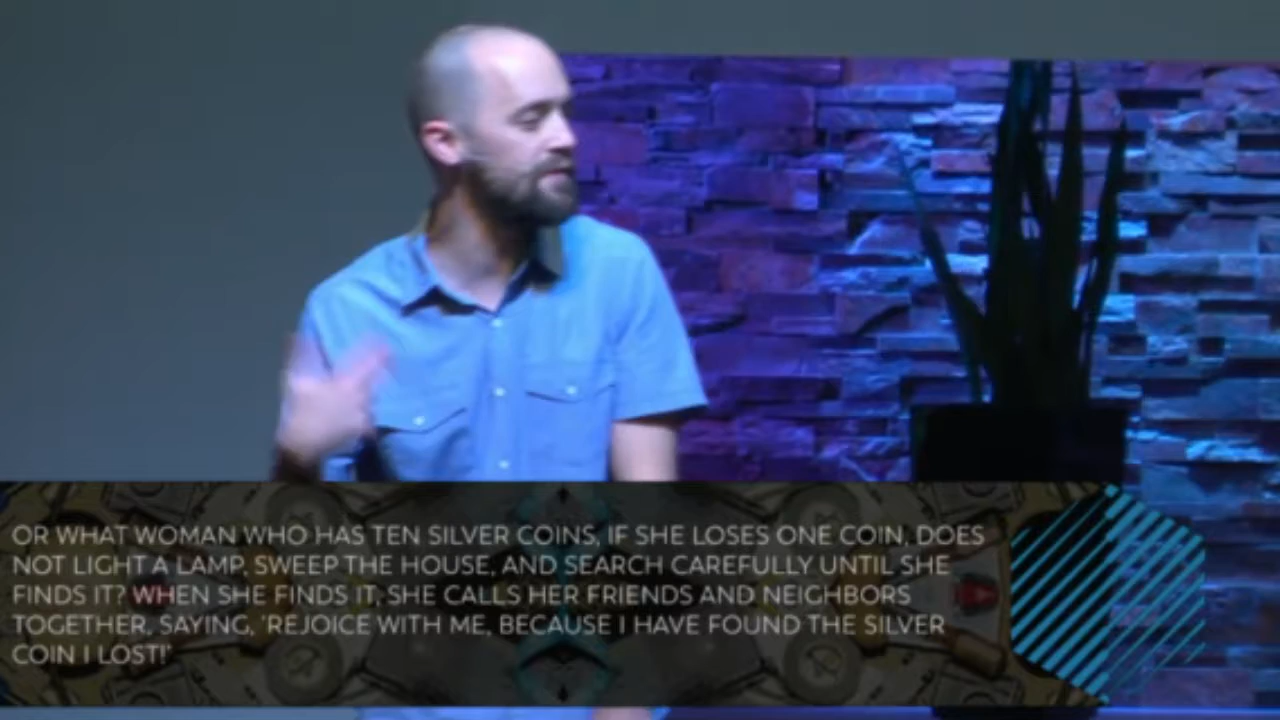 OR WHAT WOMAN WHO HAS TEN SILVER COINS, IF SHE LOSES ONE COIN, DOES
NOT LIGHT A LAMP, SWEEP THE HOUSE, AND SEARCH CAREFULLY UNTIL SHE
FINDS IT? WHEN SHE FINDS IT, SHE CALLS HER FRIENDS AND NEIGHBORS
TOGETHER, SAYING, 'REJOICE WITH ME, BECAUSE I HAVE FOUND THE SILVER
COIN I LOST!'